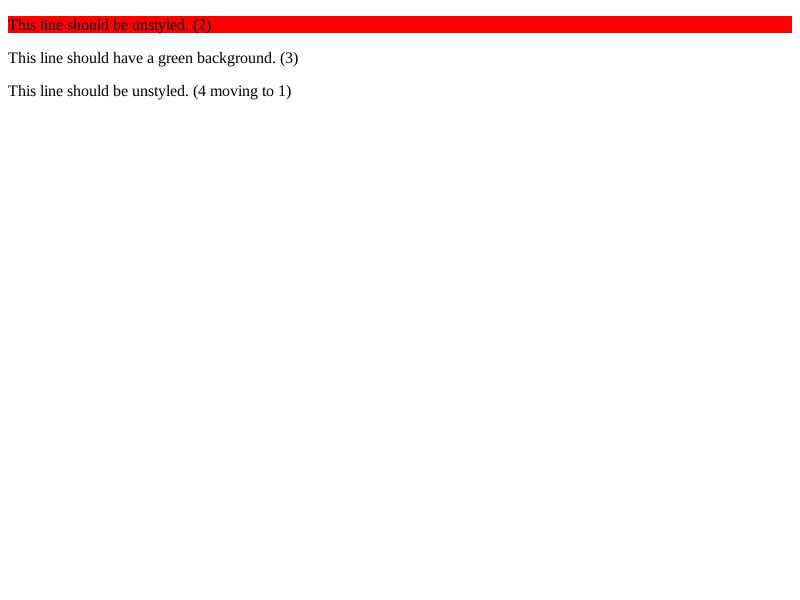 This line should be unstyled. (2)
This line should have a green background. (3)
This line should be unstyled. (4 moving to 1)